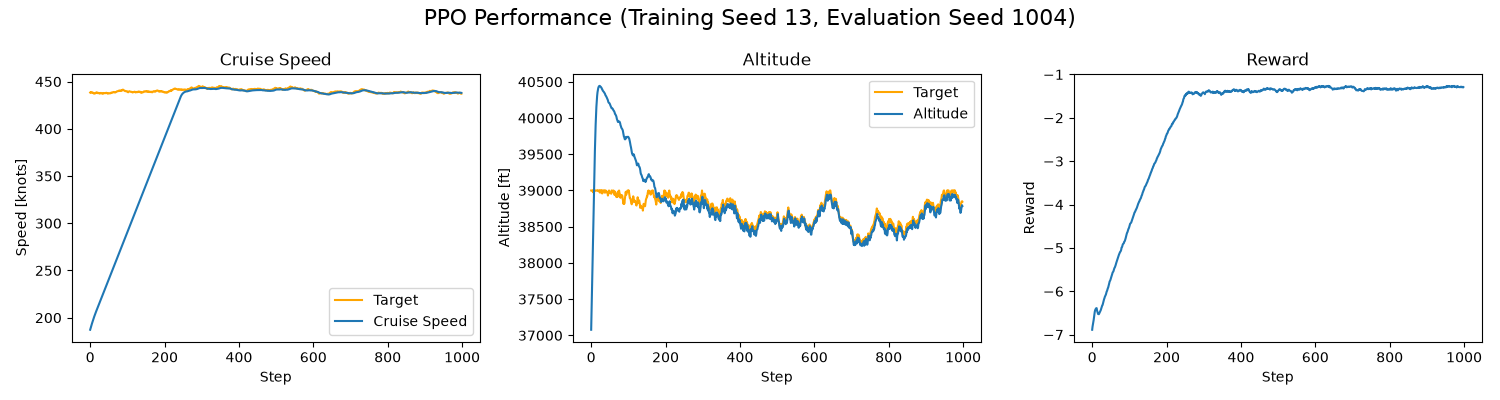 PPO Performance (Training Seed 13, Evaluation Seed 1004)
Cruise Speed
Speed [knots]
450
400
350
300
250
200
0 200 400 600 800 1000
Step
Target
Cruise Speed
Altitude
Altitude [ft]
40500
40000
39500
39000
38500
38000
37500
37000
0 200 400 600 800 1000
Step
Target
Altitude
Reward
Reward
−1
−2
−3
−4
−5
−6
−7
0 200 400 600 800 1000
Step